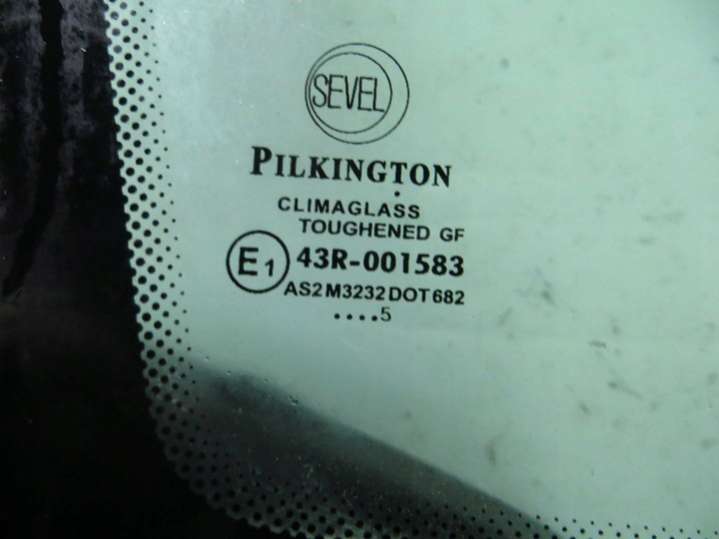 SEVEL
PILKINGTON
CLIMAGLASS
TOUGHENED GF
E1 43R-001583
AS2 M3232 DOT 682
....5